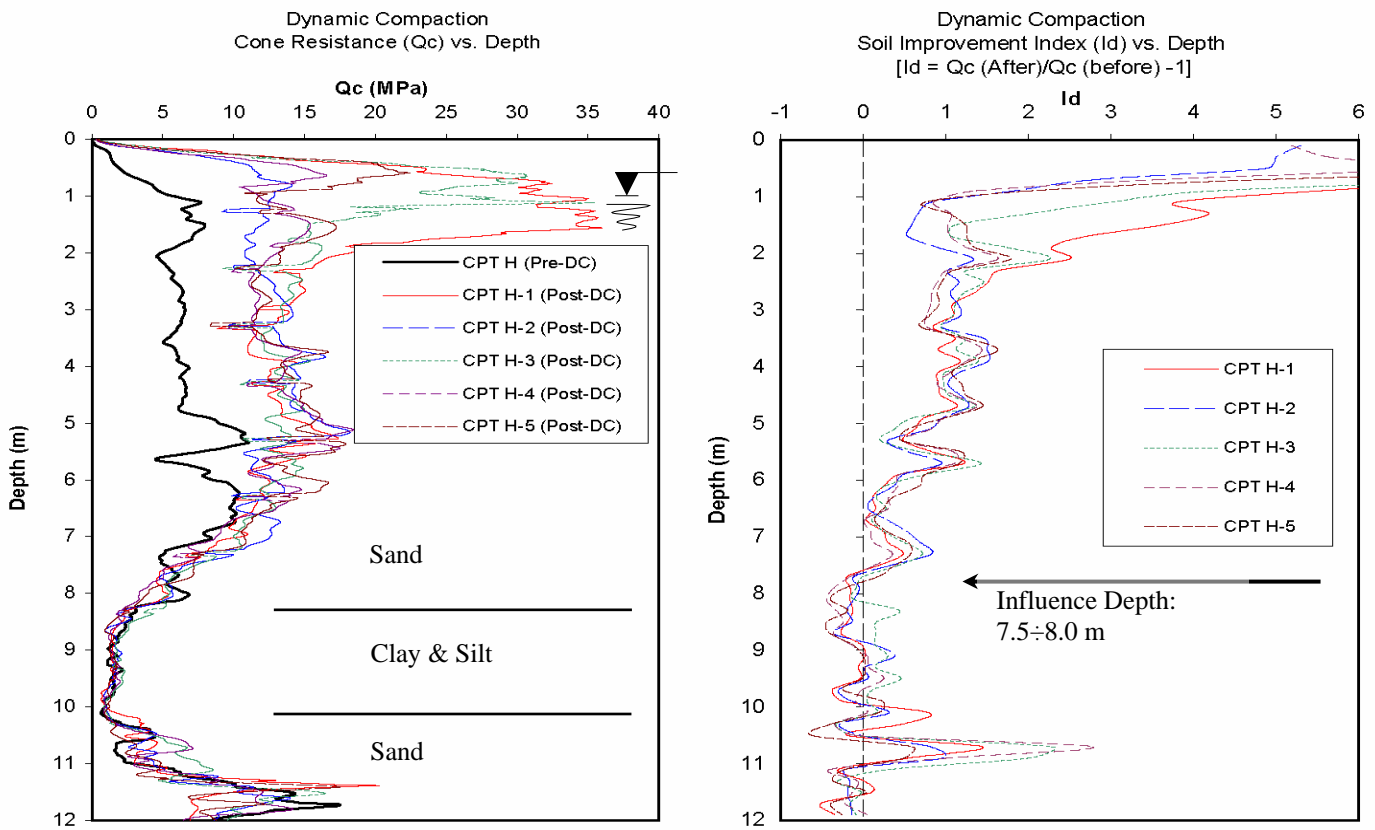 Dynamic Compaction
Cone Resistance (Qc) vs. Depth
Qc (MPa)
0 5 10 15 20 25 30 35 40
0
1
2
3
4
5
6
7
8
9
10
11
12
Depth (m)
CPT H (Pre-DC)
CPT H-1 (Post-DC)
CPT H-2 (Post-DC)
CPT H-3 (Post-DC)
CPT H-4 (Post-DC)
CPT H-5 (Post-DC)
Sand
Clay & Silt
Sand
Dynamic Compaction
Soil Improvement Index (Id) vs. Depth
[Id = Qc (After)/Qc (before) -1]
Id
-1 0 1 2 3 4 5 6
0
1
2
3
4
5
6
7
8
9
10
11
12
Depth (m)
CPT H-1
CPT H-2
CPT H-3
CPT H-4
CPT H-5
Influence Depth:
7.5÷8.0 m